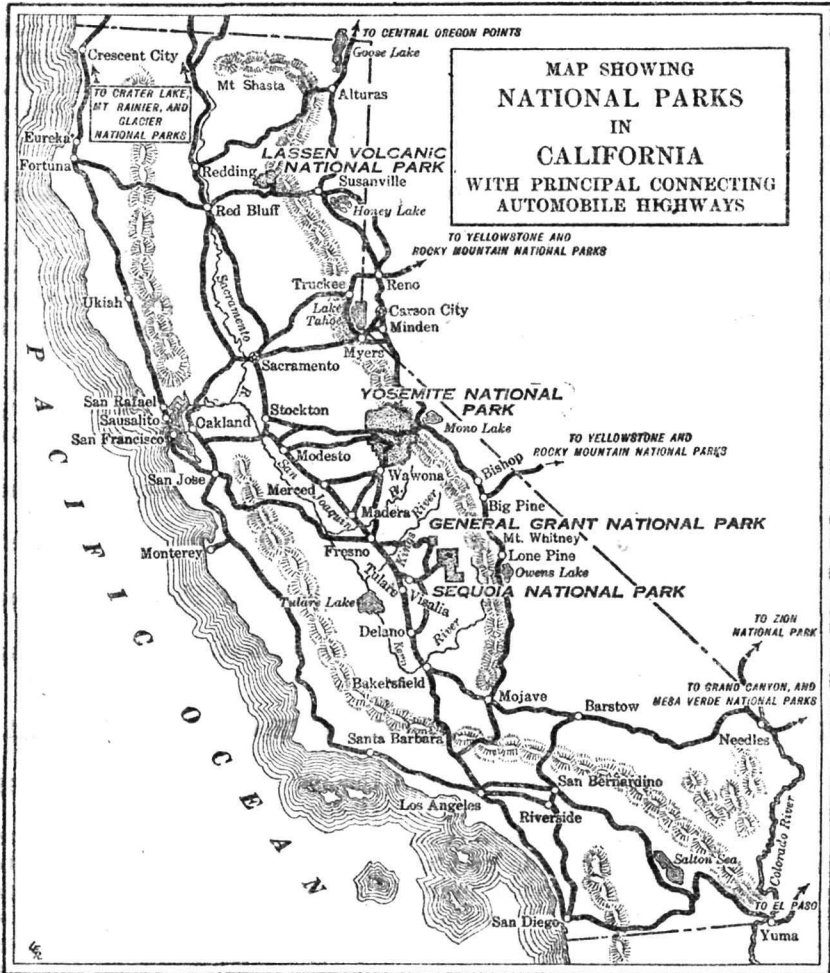 MAP SHOWING
NATIONAL PARKS
IN
CALIFORNIA
WITH PRINCIPAL CONNECTING
AUTOMOBILE HIGHWAYS
TO CENTRAL OREGON POINTS
Goose Lake
Crescent City
Mt Shasta
Alturas
TO CRATER LAKE,
MT RAINIER, AND
GLACIER
NATIONAL PARKS
Eureka
Fortuna
Redding
LASSEN VOLCANIC
NATIONAL PARK
Susanville
Red Bluff
Honey Lake
TO YELLOWSTONE AND
ROCKY MOUNTAIN NATIONAL PARKS
Reno
Truckee
Ukiah
Sacramento
R.
Lake
Tahoe
Carson City
Minden
Myers
Sacramento
YOSEMITE NATIONAL
PARK
San Rafael
Sausalito
San Francisco
Oakland
Stockton
Mono Lake
TO YELLOWSTONE AND
ROCKY MOUNTAIN NATIONAL PARKS
Modesto
Bishop
Wawona
San Jose
Merced
San Joaquin
R.
Big Pine
Madera
GENERAL GRANT NATIONAL PARK
Monterey
Fresno
Kings River
Mt. Whitney
Lone Pine
Owens Lake
SEQUOIA NATIONAL PARK
Tulare
Visalia
Tulare Lake
Delano
Kern
River
TO ZION
NATIONAL PARK
Bakersfield
Mojave
Barstow
TO GRAND CANYON, AND
MESA VERDE NATIONAL PARKS
Needles
Santa Barbara
San Bernardino
Los Angeles
Riverside
Salton Sea
Colorado River
TO EL PASO
San Diego
Yuma
PACIFIC OCEAN